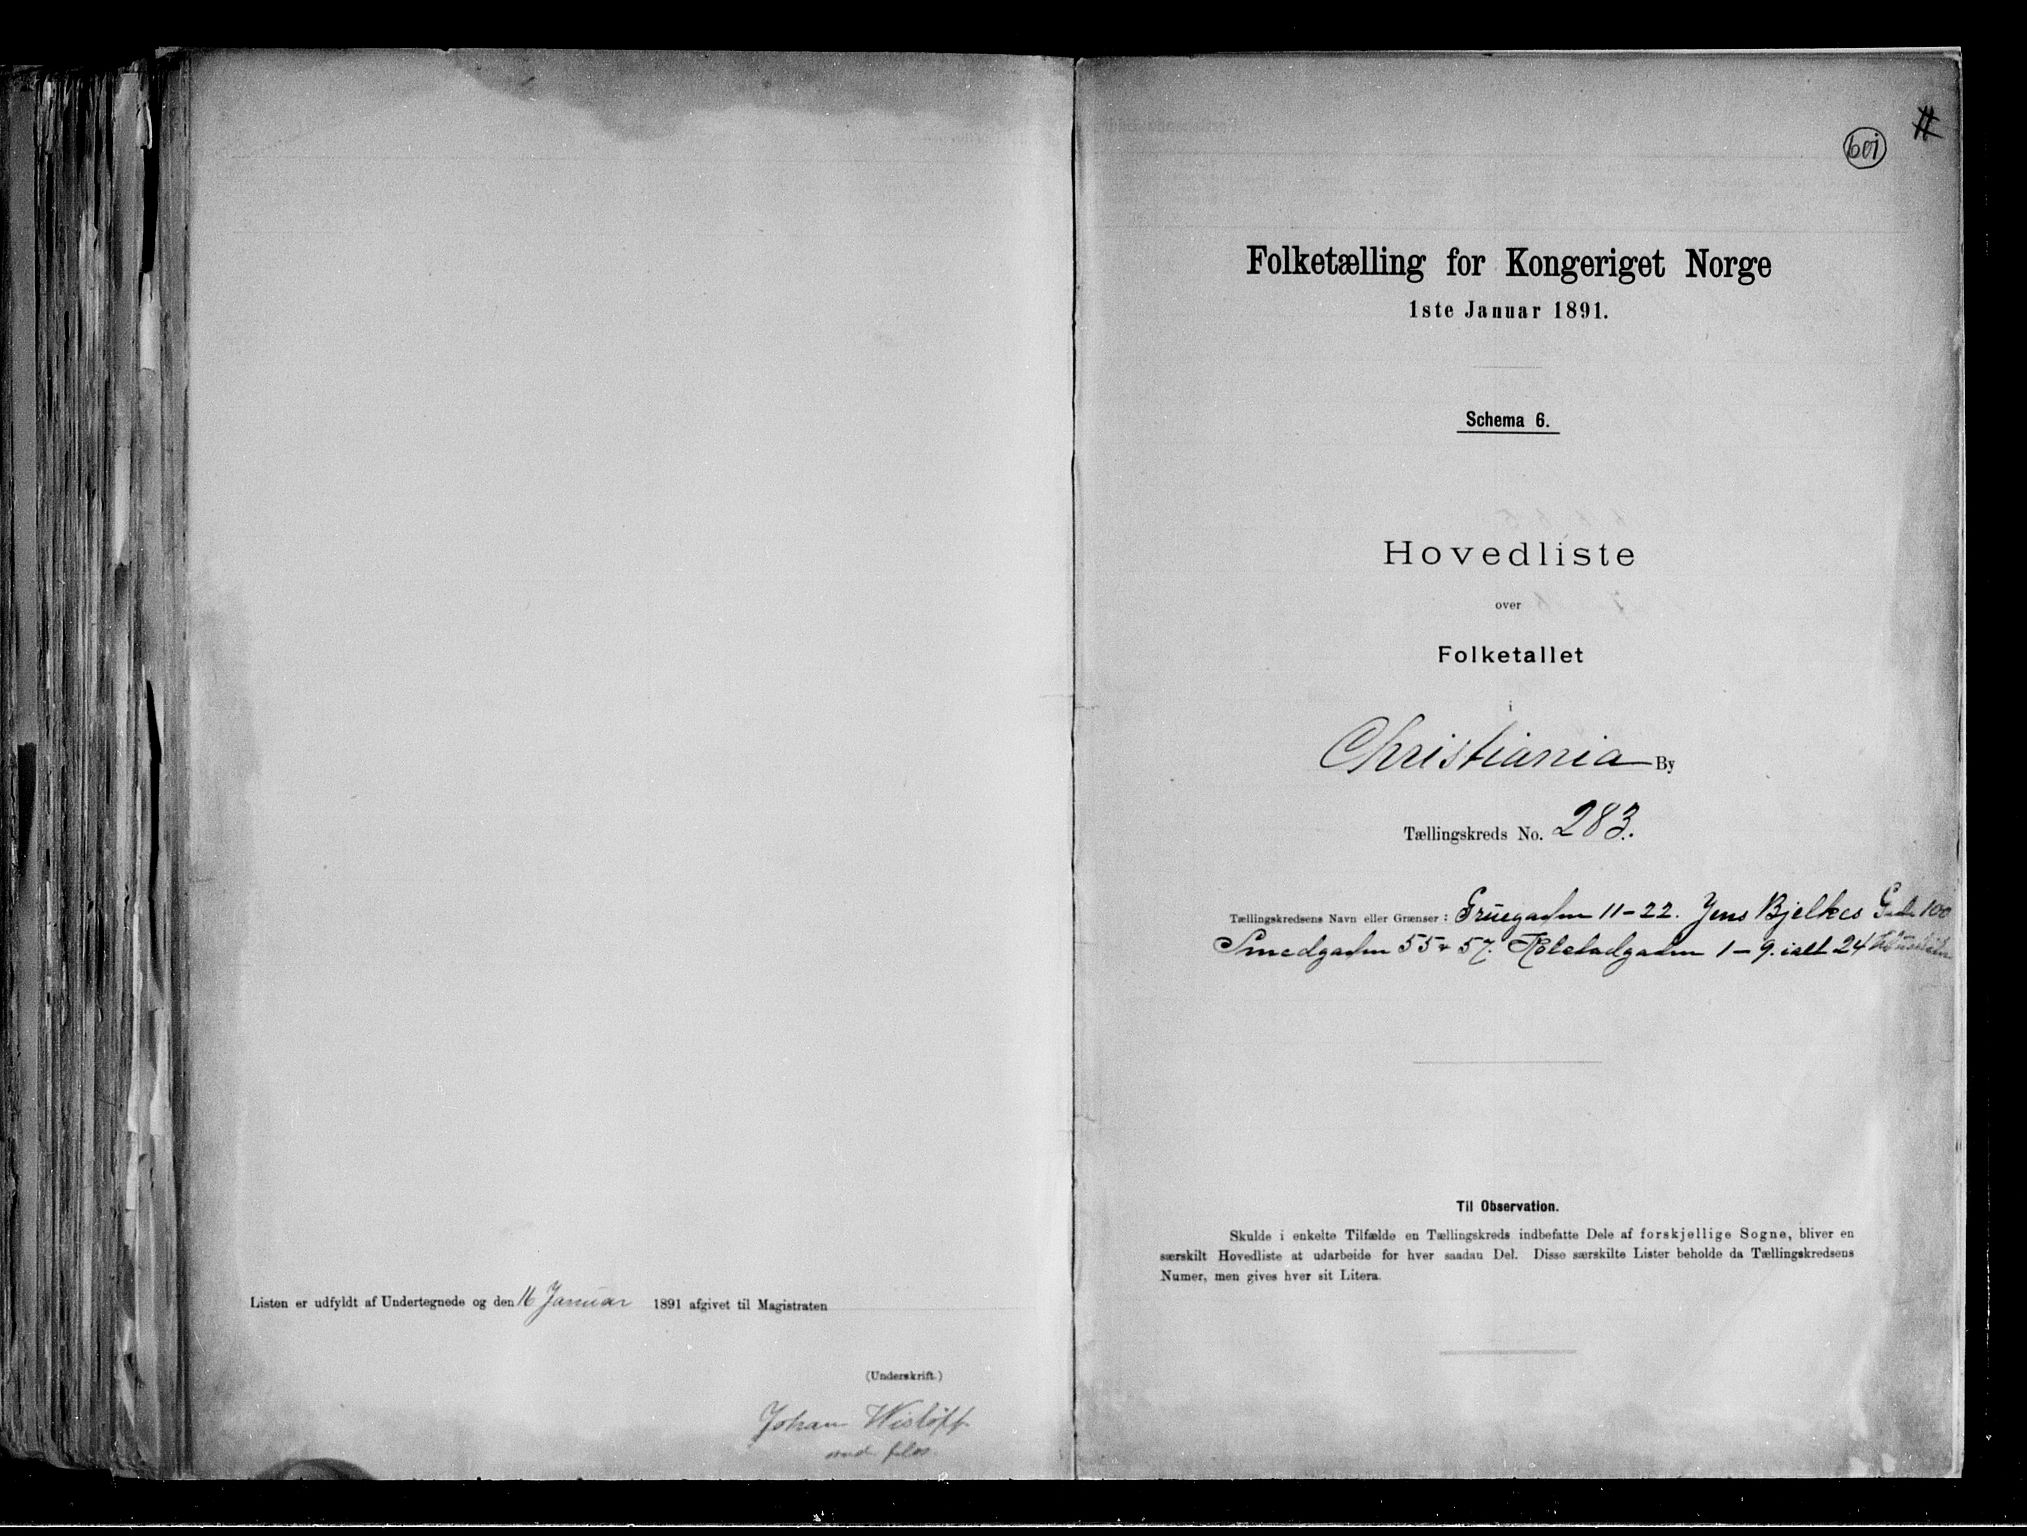 Listen er udfyldt af Undertegnede og den 16 Januar 1891 afgivet til Magistraten
(Underskrift.)
Johan Wisløff
601
Folketælling for Kongeriget Norge
1ste Januar 1891.
Schema 6.
Hovedliste
over
Folketallet
i
Christiania By
Tællingskreds No. 283.
Tællingskredsens Navn eller Grænser: Gruegaden 11-22. Jens Bjelkes Gade 100
Smedgaden 55 & 57. Kolstadgaden 1-9. ialt 24
Til Observation.
Skulde i enkelte Tilfælde en Tællingskreds indbefatte Dele af forskjellige Sogne, bliver en
særskilt Hovedliste at udarbeide for hver saadan Del. Disse særskilte Lister beholde da Tællingskredsens
Numer, men gives hver sit Litera.